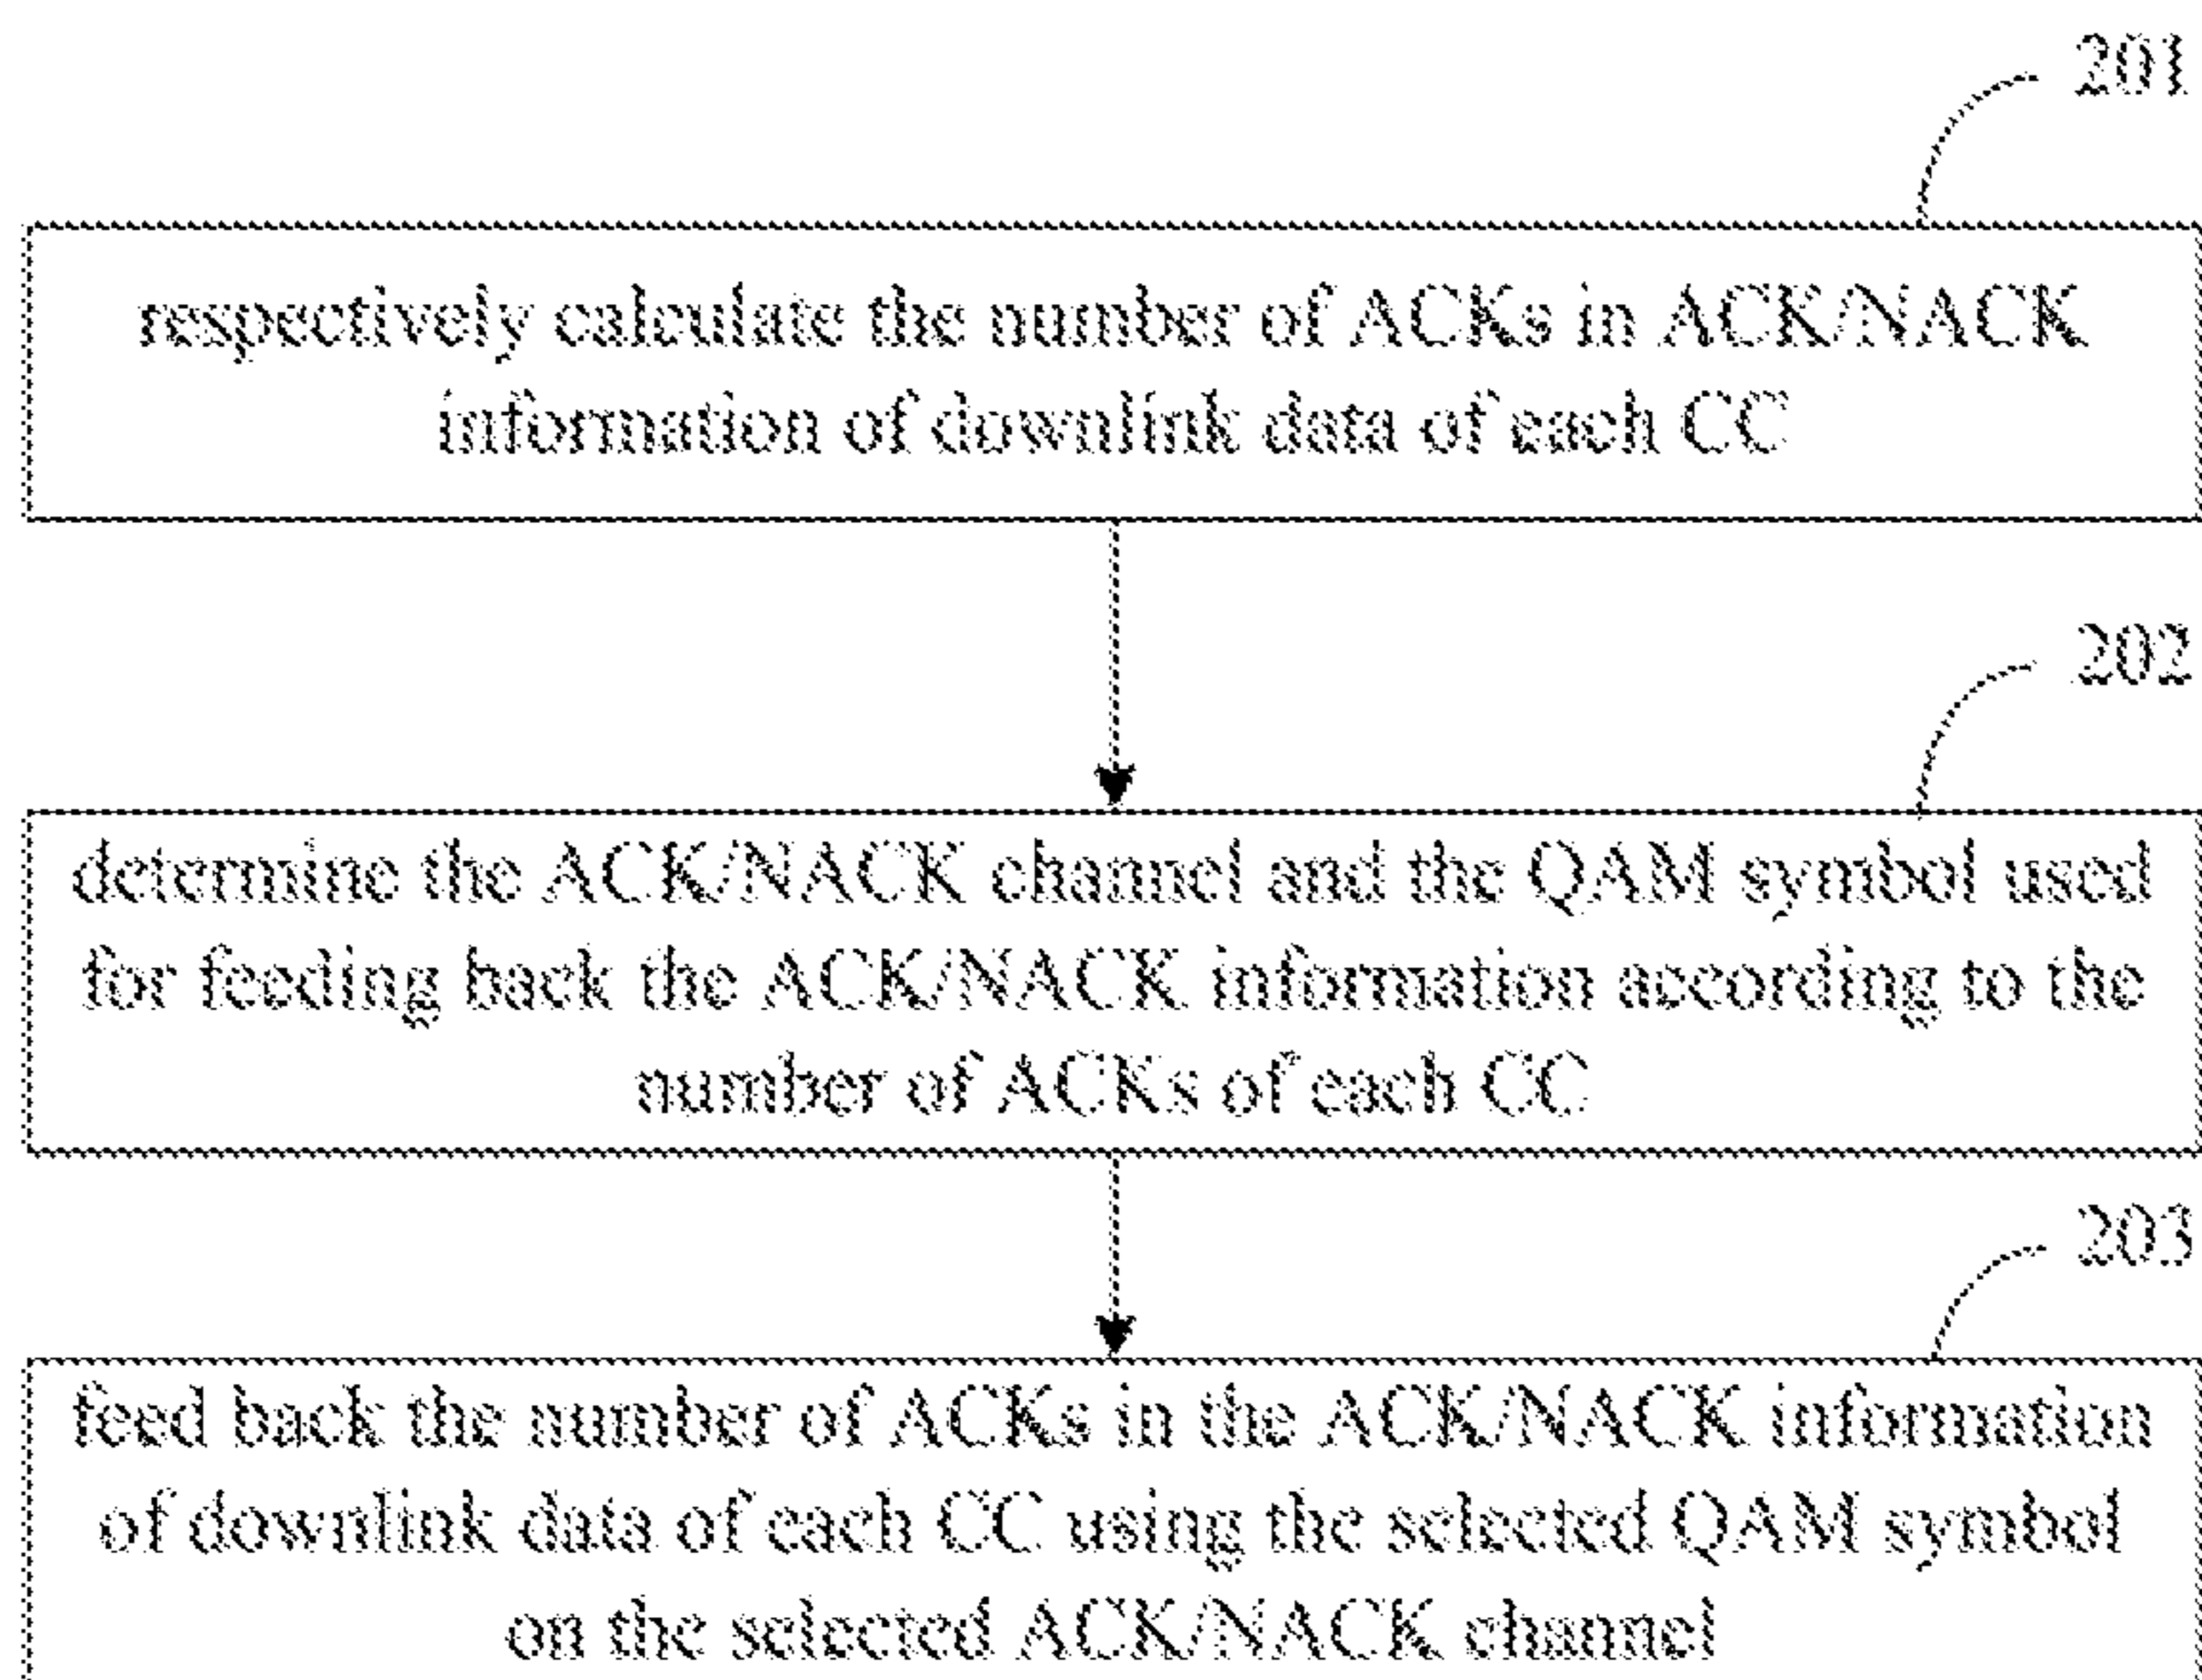 201
respectively calculate the number of ACKs in ACK/NACK
information of downlink data of each CC
202
determine the ACK/NACK channel and the QAM symbol used
for feeding back the ACK/NACK information according to the
number of ACKs of each CC
203
feed back the number of ACKs in the ACK/NACK information
of downlink data of each CC using the selected QAM symbol
on the selected ACK/NACK channel